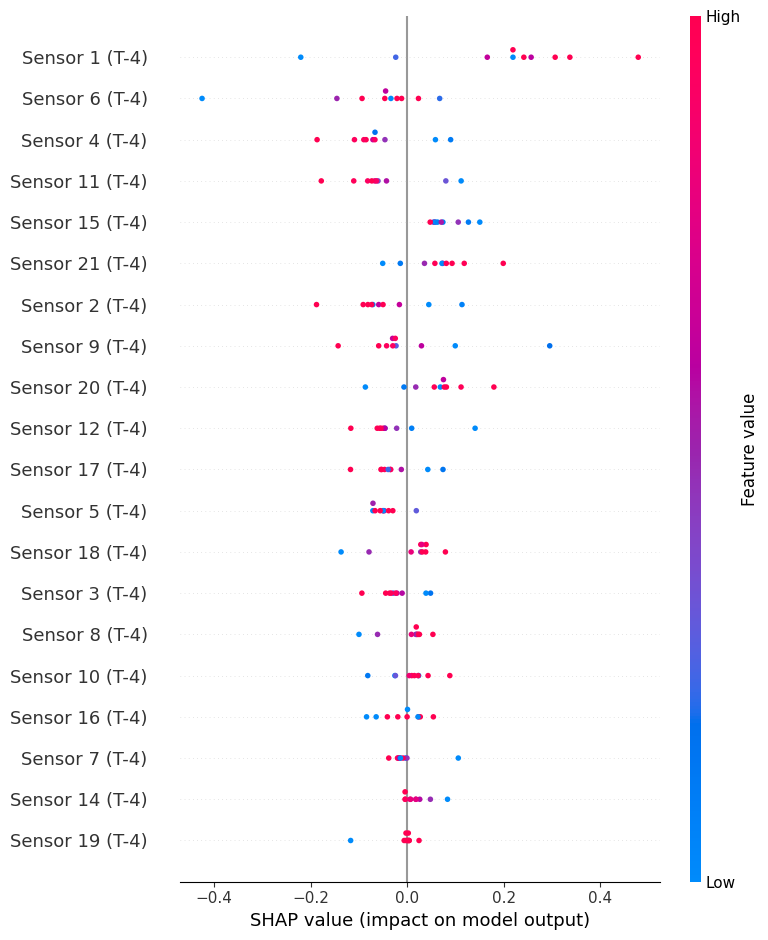 High
Sensor 1 (T-4)
Sensor 6 (T-4)
Sensor 4 (T-4)
Sensor 11 (T-4)
Sensor 15 (T-4)
Sensor 21 (T-4)
Sensor 2 (T-4)
Sensor 9 (T-4)
Sensor 20 (T-4)
Sensor 12 (T-4)
Sensor 17 (T-4)
Sensor 5 (T-4)
Sensor 18 (T-4)
Sensor 3 (T-4)
Sensor 8 (T-4)
Sensor 10 (T-4)
Sensor 16 (T-4)
Sensor 7 (T-4)
Sensor 14 (T-4)
Sensor 19 (T-4)
Feature value
Low
−0.4 −0.2 0.0 0.2 0.4
SHAP value (impact on model output)